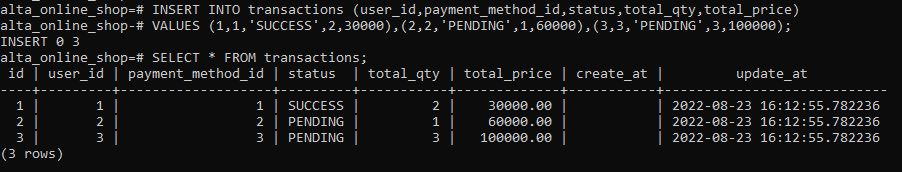 alta_online_shop=# INSERT INTO transactions (user_id,payment_method_id,status,total_qty,total_price)
alta_online_shop-# VALUES (1,1,'SUCCESS',2,30000),(2,2,'PENDING',1,60000),(3,3,'PENDING',3,100000);
INSERT 0 3
alta_online_shop=# SELECT * FROM transactions;
 id | user_id | payment_method_id | status  | total_qty | total_price | create_at |         update_at
----+---------+-------------------+---------+-----------+-------------+-----------+----------------------------
  1 |       1 |                 1 | SUCCESS |         2 |    30000.00 |           | 2022-08-23 16:12:55.782236
  2 |       2 |                 2 | PENDING |         1 |    60000.00 |           | 2022-08-23 16:12:55.782236
  3 |       3 |                 3 | PENDING |         3 |   100000.00 |           | 2022-08-23 16:12:55.782236
(3 rows)